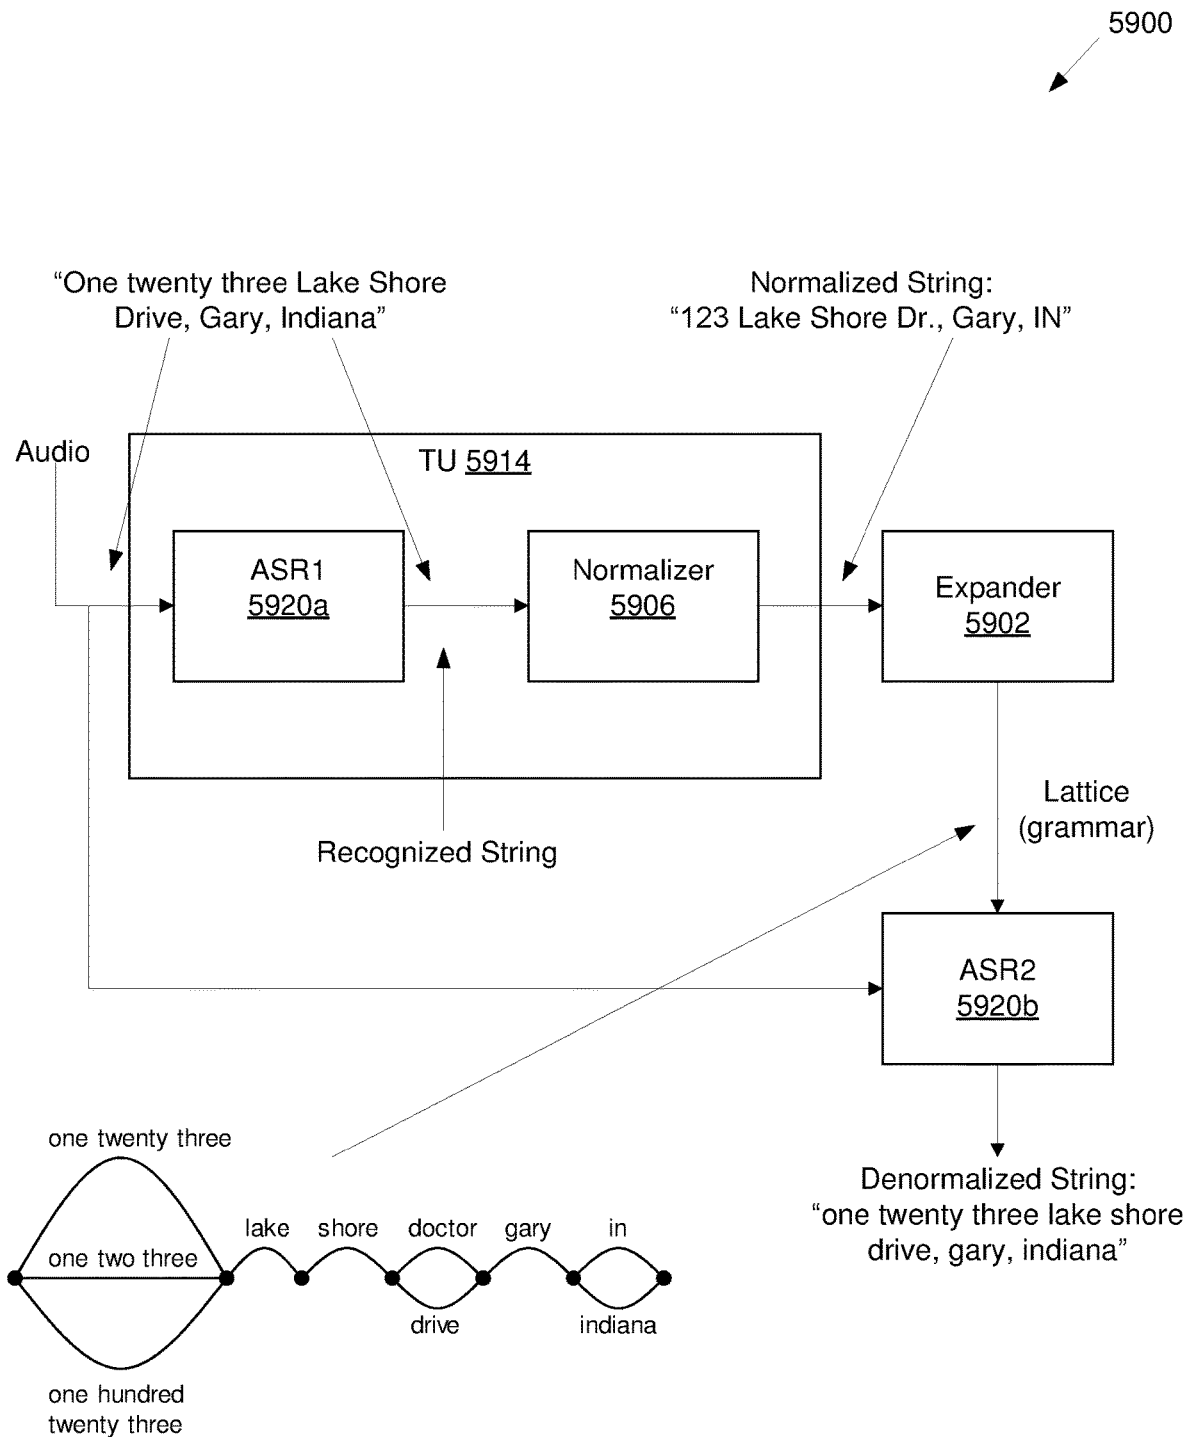 5900
“One twenty three Lake Shore
Drive, Gary, Indiana”
Normalized String:
“123 Lake Shore Dr., Gary, IN”
Audio
TU 5914
ASR1
5920a
Normalizer
5906
Expander
5902
Recognized String
Lattice
(grammar)
ASR2
5920b
Denormalized String:
“one twenty three lake shore
drive, gary, indiana”
one twenty three
one two three
one hundred
twenty three
lake
shore
doctor
drive
gary
in
indiana